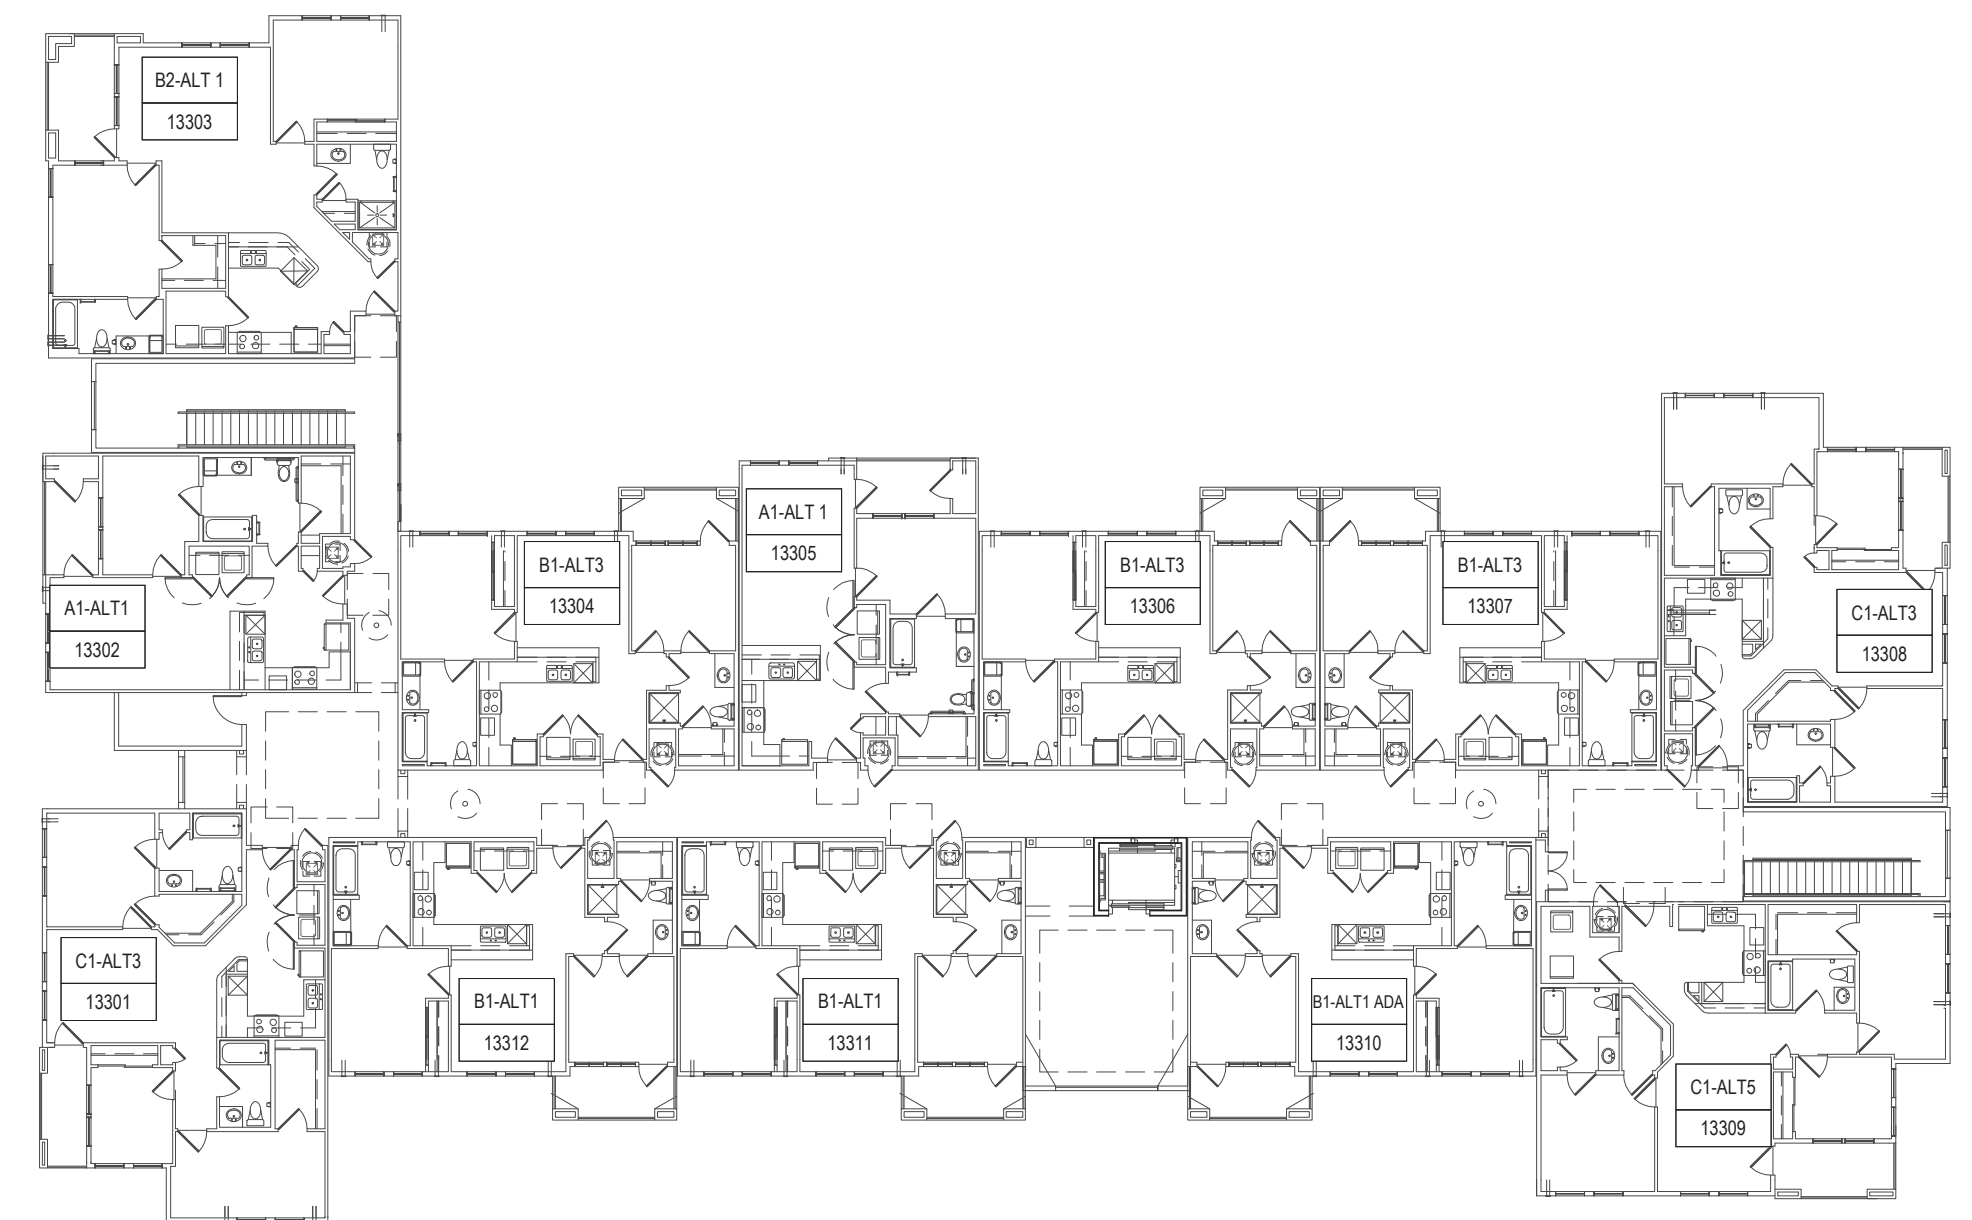 B2-ALT 1
13303
A1-ALT 1
13305
B1-ALT3
13304
B1-ALT3
13306
B1-ALT3
13307
A1-ALT1
13302
C1-ALT3
13308
C1-ALT3
13301
B1-ALT1
13312
B1-ALT1
13311
B1-ALT1 ADA
13310
C1-ALT5
13309